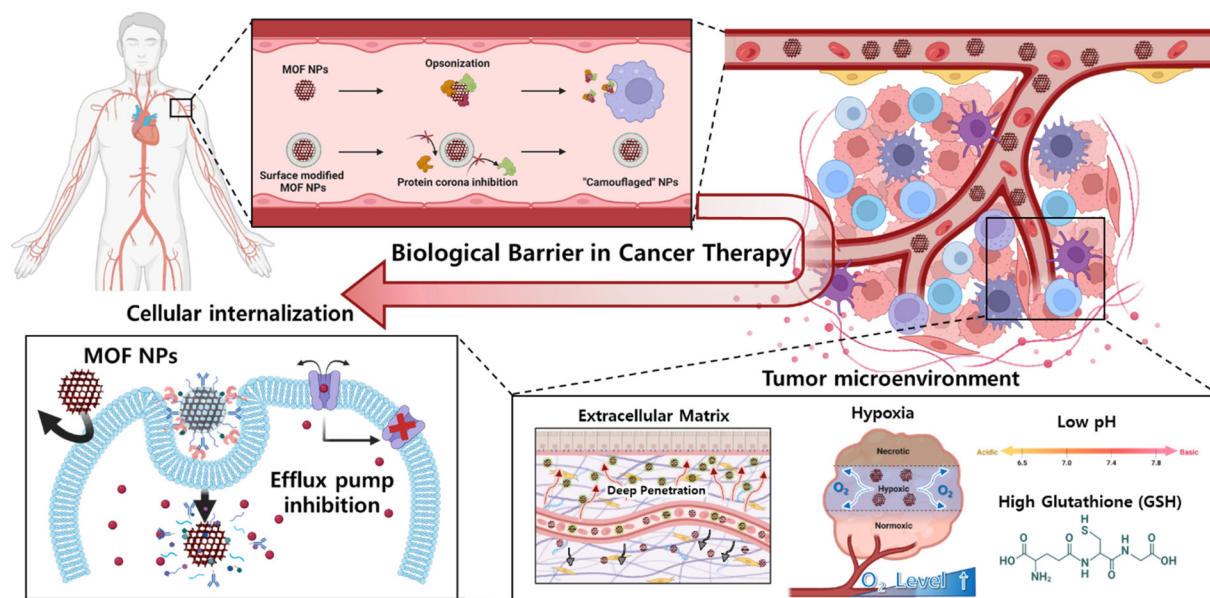 MOF NPs
Opsonization
Surface modified
MOF NPs
Protein corona inhibition
"Camouflaged" NPs
Biological Barrier in Cancer Therapy
Cellular internalization
Tumor microenvironment
MOF NPs
Efflux pump
inhibition
Extracellular Matrix
Deep Penetration
Hypoxia
Necrotic
O₂
Hypoxic
O₂
Normoxic
O₂ Level ↑
Low pH
Acidic
Basic
6.5
7.0
7.4
7.8
High Glutathione (GSH)
H
S
O
O
H
N
HO
OH
NH₂
N
H
O
O